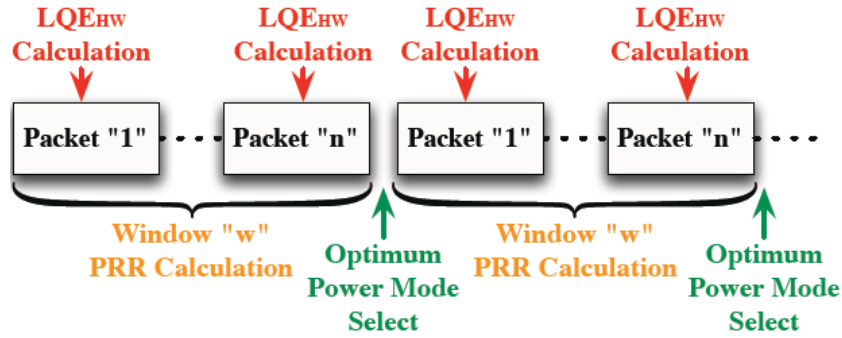 LQEHW
Calculation
LQEHW
Calculation
LQEHW
Calculation
LQEHW
Calculation
Packet "1"
Packet "n"
Packet "1"
Packet "n"
Window "w"
PRR Calculation
Optimum
Power Mode
Select
Window "w"
PRR Calculation
Optimum
Power Mode
Select